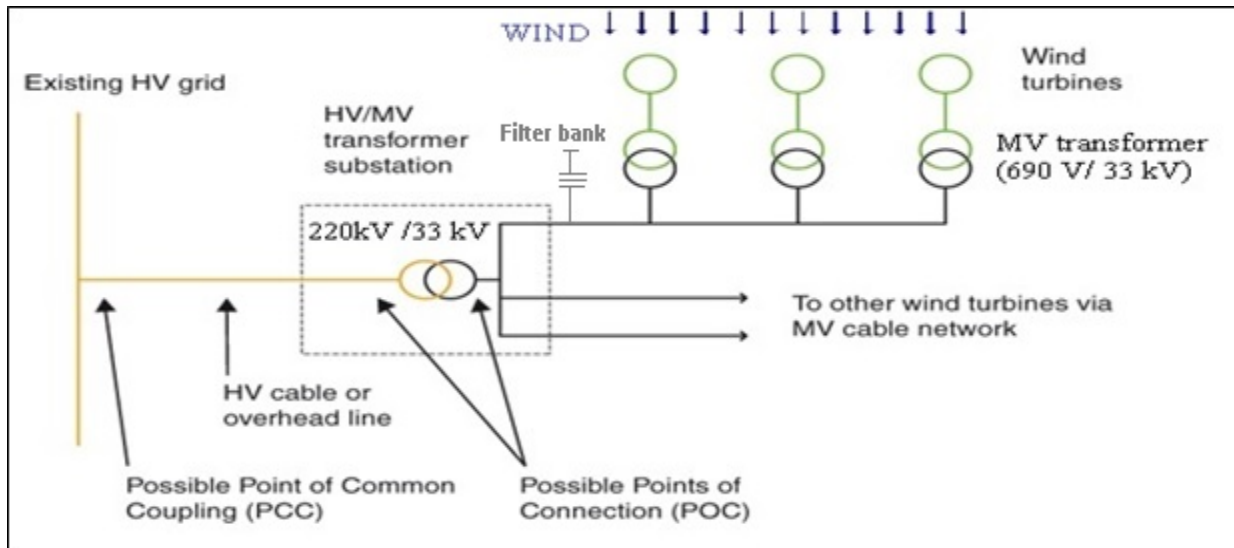 WIND
Existing HV grid
HV/MV
transformer
substation
Filter bank
Wind
turbines
MV transformer
(690 V/ 33 kV)
220kV /33 kV
To other wind turbines via
MV cable network
HV cable or
overhead line
Possible Point of Common
Coupling (PCC)
Possible Points of
Connection (POC)